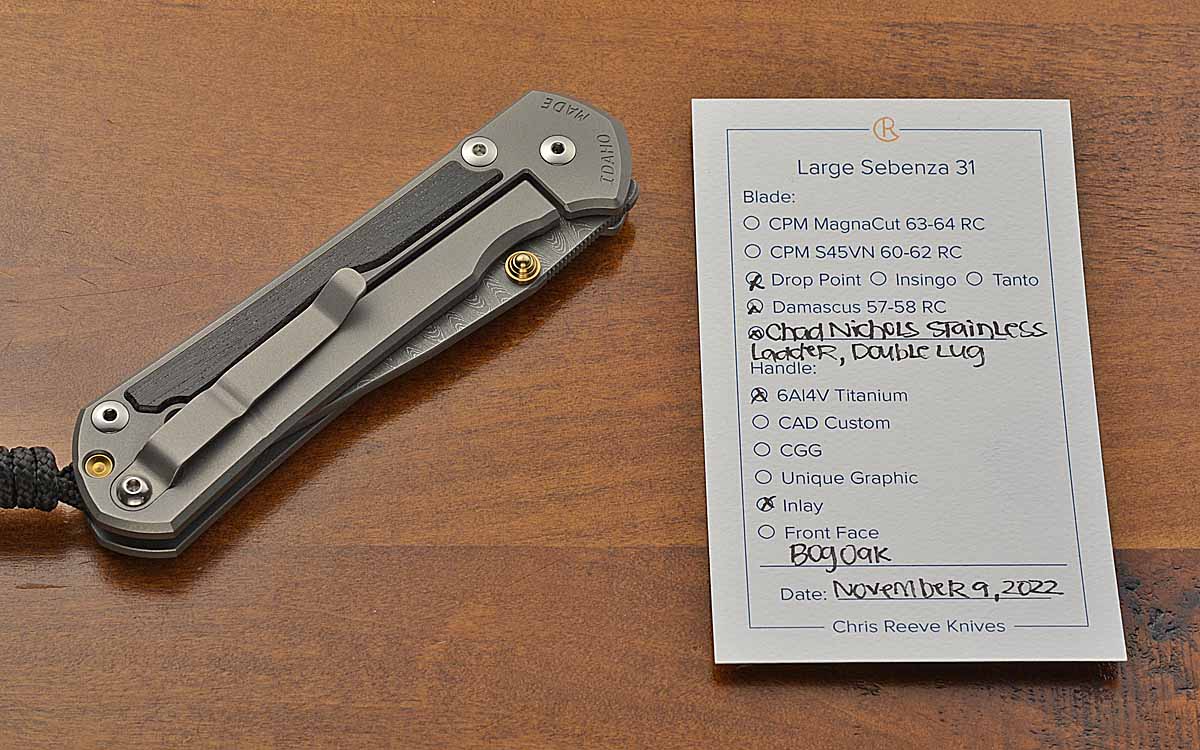 MADE
IDAHO
CR
Large Sebenza 31
Blade:
CPM MagnaCut 63-64 RC
CPM S45VN 60-62 RC
Drop Point Insingo Tanto
Damascus 57-58 RC
Chad Nichols Stainless
Ladder, Double Lug
Handle:
6Al4V Titanium
CAD Custom
CGG
Unique Graphic
Inlay
Front Face
Bog Oak
Date: November 9, 2022
Chris Reeve Knives